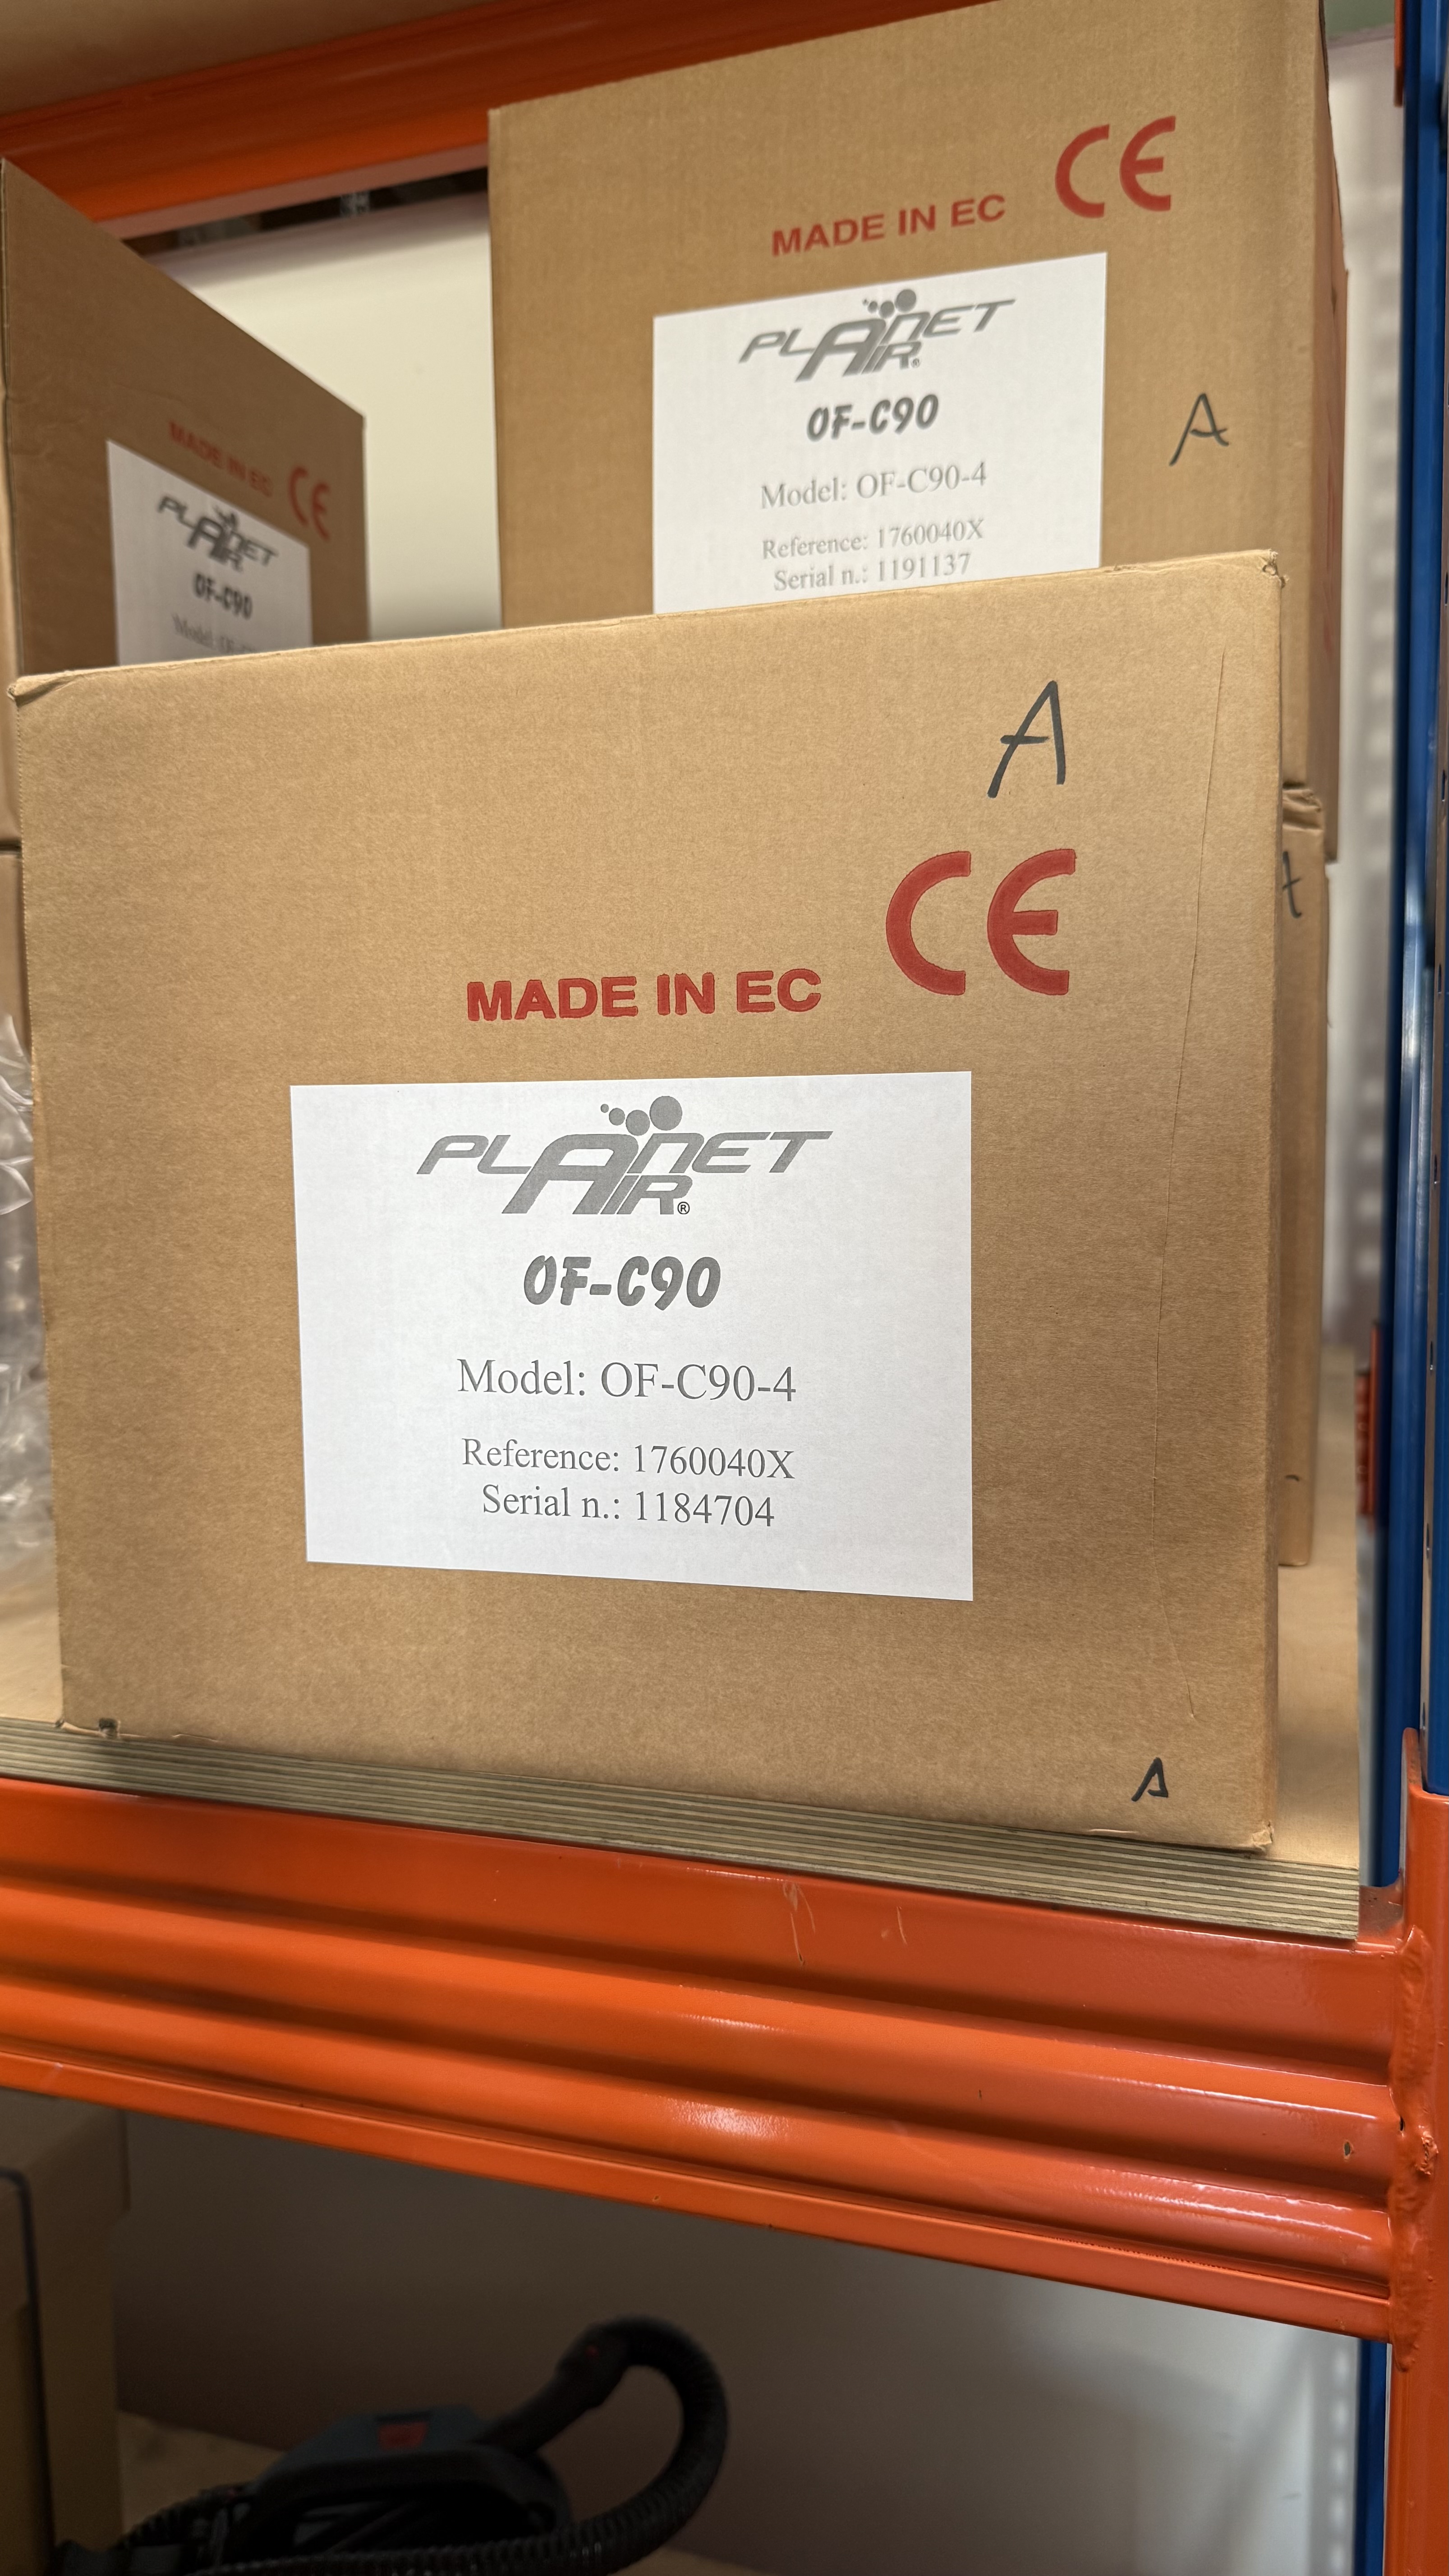 MADE IN EC CE
PLANET
AIR®
OF-C90
Model: OF-C90-4
Reference: 1760040X
Serial n.: 1191137
A
MADE IN EC CE
PLANET
AIR
OF-C90
Model:
A
CE
MADE IN EC
PLANET
AIR®
OF-C90
Model: OF-C90-4
Reference: 1760040X
Serial n.: 1184704
A
A